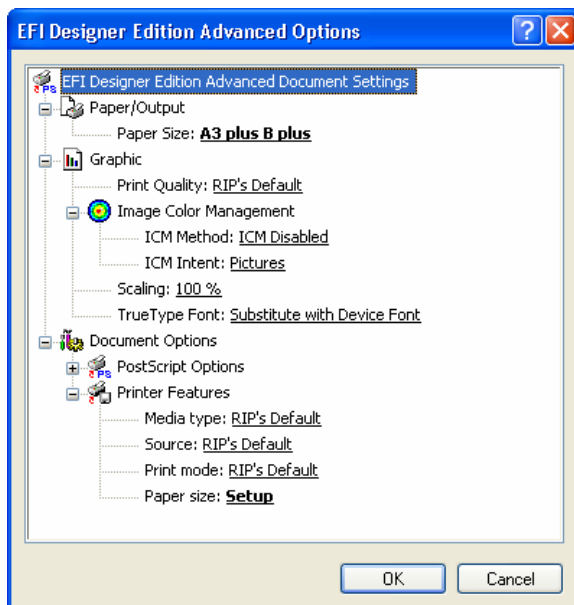 EFI Designer Edition Advanced Options
EFI Designer Edition Advanced Document Settings
Paper/Output
Paper Size: A3 plus B plus
Graphic
Print Quality: RIP's Default
Image Color Management
ICM Method: ICM Disabled
ICM Intent: Pictures
Scaling: 100 %
TrueType Font: Substitute with Device Font
Document Options
PostScript Options
Printer Features
Media type: RIP's Default
Source: RIP's Default
Print mode: RIP's Default
Paper size: Setup
OK Cancel